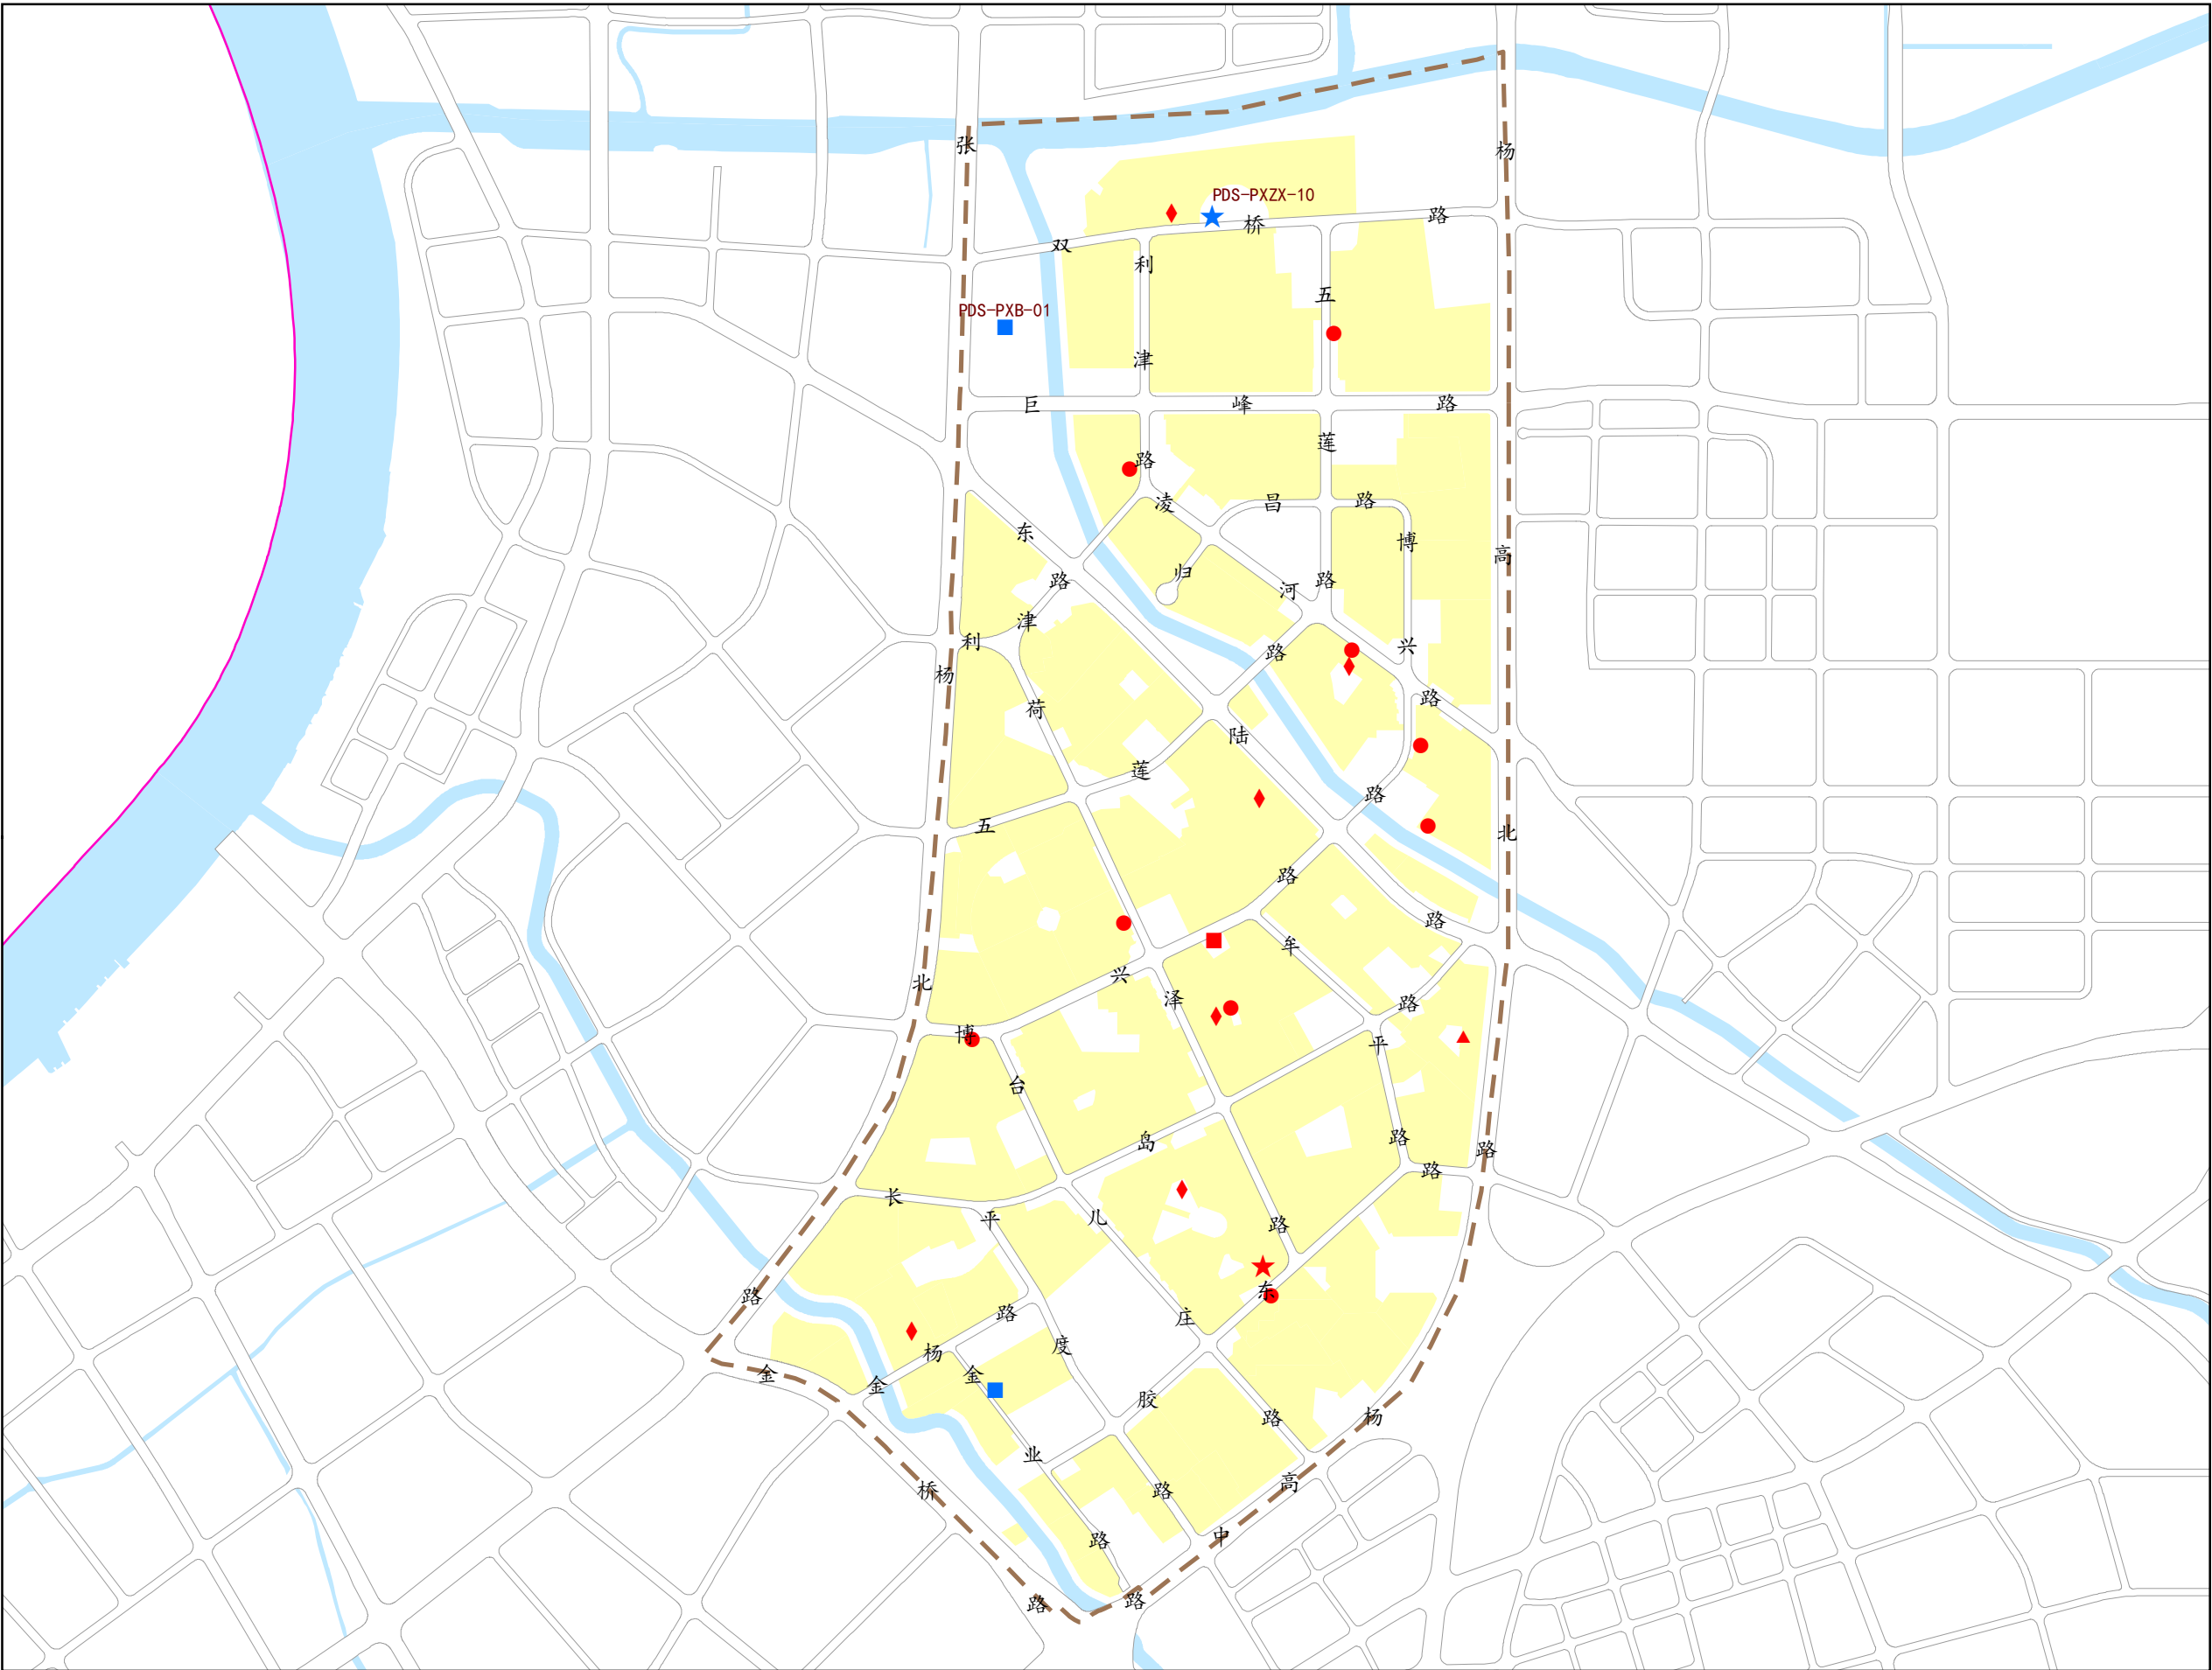 PDS-PXZX-10
PDS-PXB-01
双桥路
巨峰路
利津路
五莲路
凌河路
归昌路
博兴路
东陆路
利津路
荷泽路
五莲路
博兴路
牟平路
台儿庄路
长岛路
平度路
金杨路
金业路
胶东路
金桥路
张杨北路
杨高北路
杨高中路